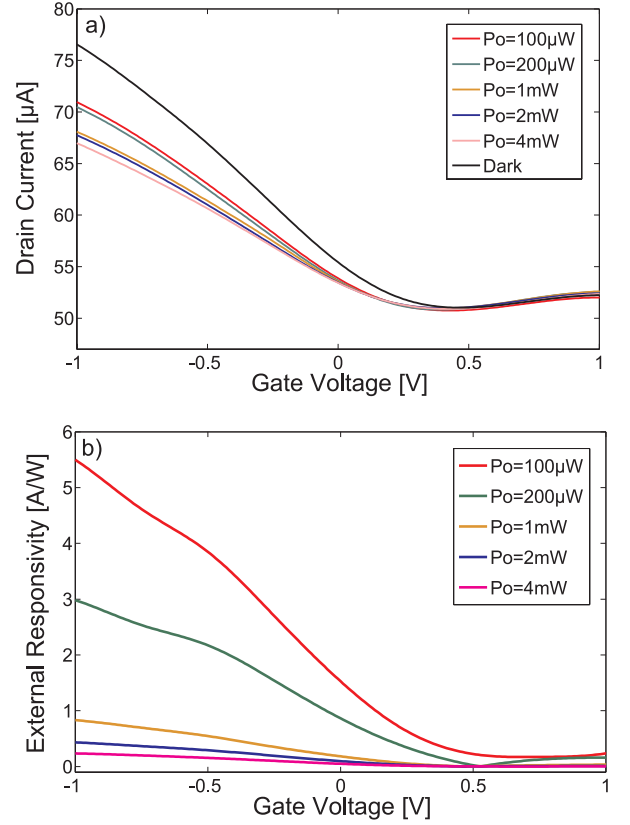 a)
80
75
70
65
60
55
50
Drain Current [µA]
Po=100µW
Po=200µW
Po=1mW
Po=2mW
Po=4mW
Dark
-1
-0.5
0
0.5
1
Gate Voltage [V]
b)
6
5
4
3
2
1
0
External Responsivity [A/W]
Po=100µW
Po=200µW
Po=1mW
Po=2mW
Po=4mW
-1
-0.5
0
0.5
1
Gate Voltage [V]